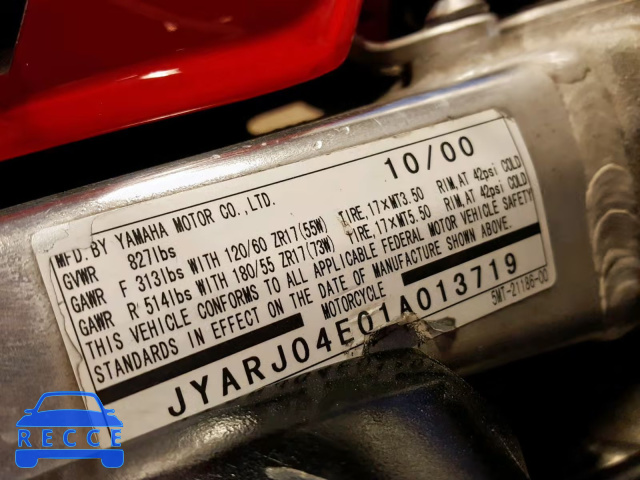 10/00
MFD. BY YAMAHA MOTOR CO., LTD.
GVWR 827lbs
GAWR F 313lbs WITH 120/60 ZR17(55W) TIRE, 17×MT3.50 RIM, AT 42psi COLD
GAWR R 514lbs WITH 180/55 ZR17(73W) TIRE, 17×MT5.50 RIM, AT 42psi COLD
THIS VEHICLE CONFORMS TO ALL APPLICABLE FEDERAL MOTOR VEHICLE SAFETY
STANDARDS IN EFFECT ON THE DATE OF MANUFACTURE SHOWN ABOVE.
MOTORCYCLE
JYARJ04E01A013719
5MT-21186-00
RECCE